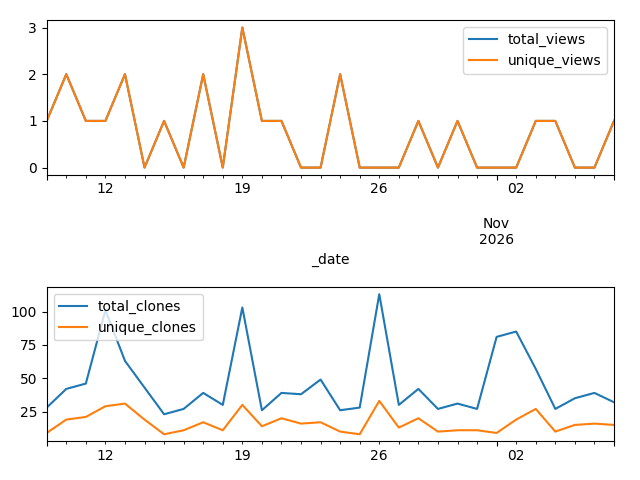 3
2
1
0
total_views
unique_views
12
19
26
02
Nov
2026
_date
100
75
50
25
total_clones
unique_clones
12
19
26
02